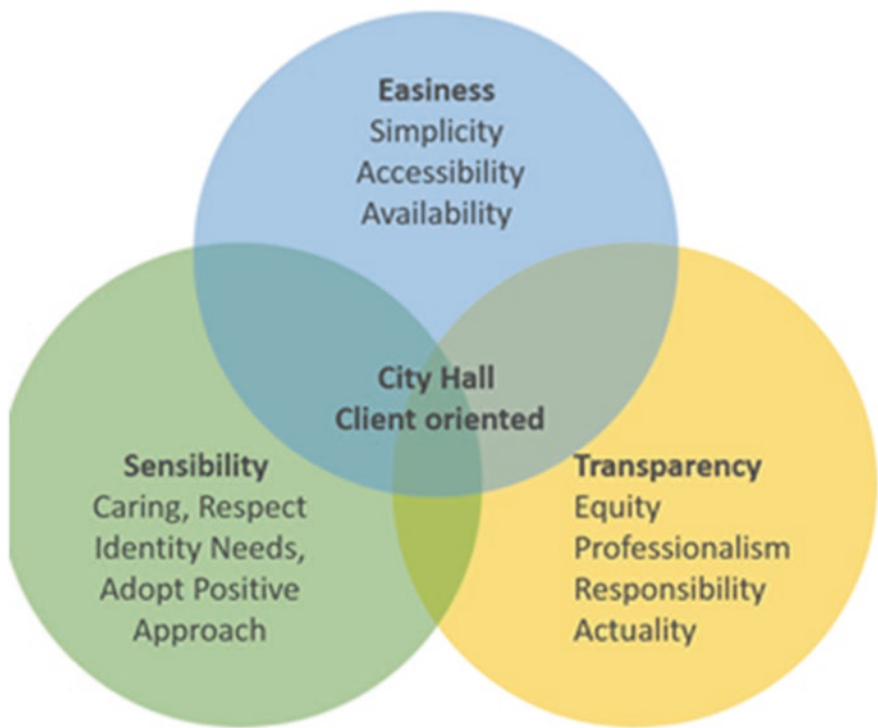 Easiness
Simplicity
Accessibility
Availability
City Hall
Client oriented
Sensibility
Caring, Respect
Identity Needs,
Adopt Positive
Approach
Transparency
Equity
Professionalism
Responsibility
Actuality